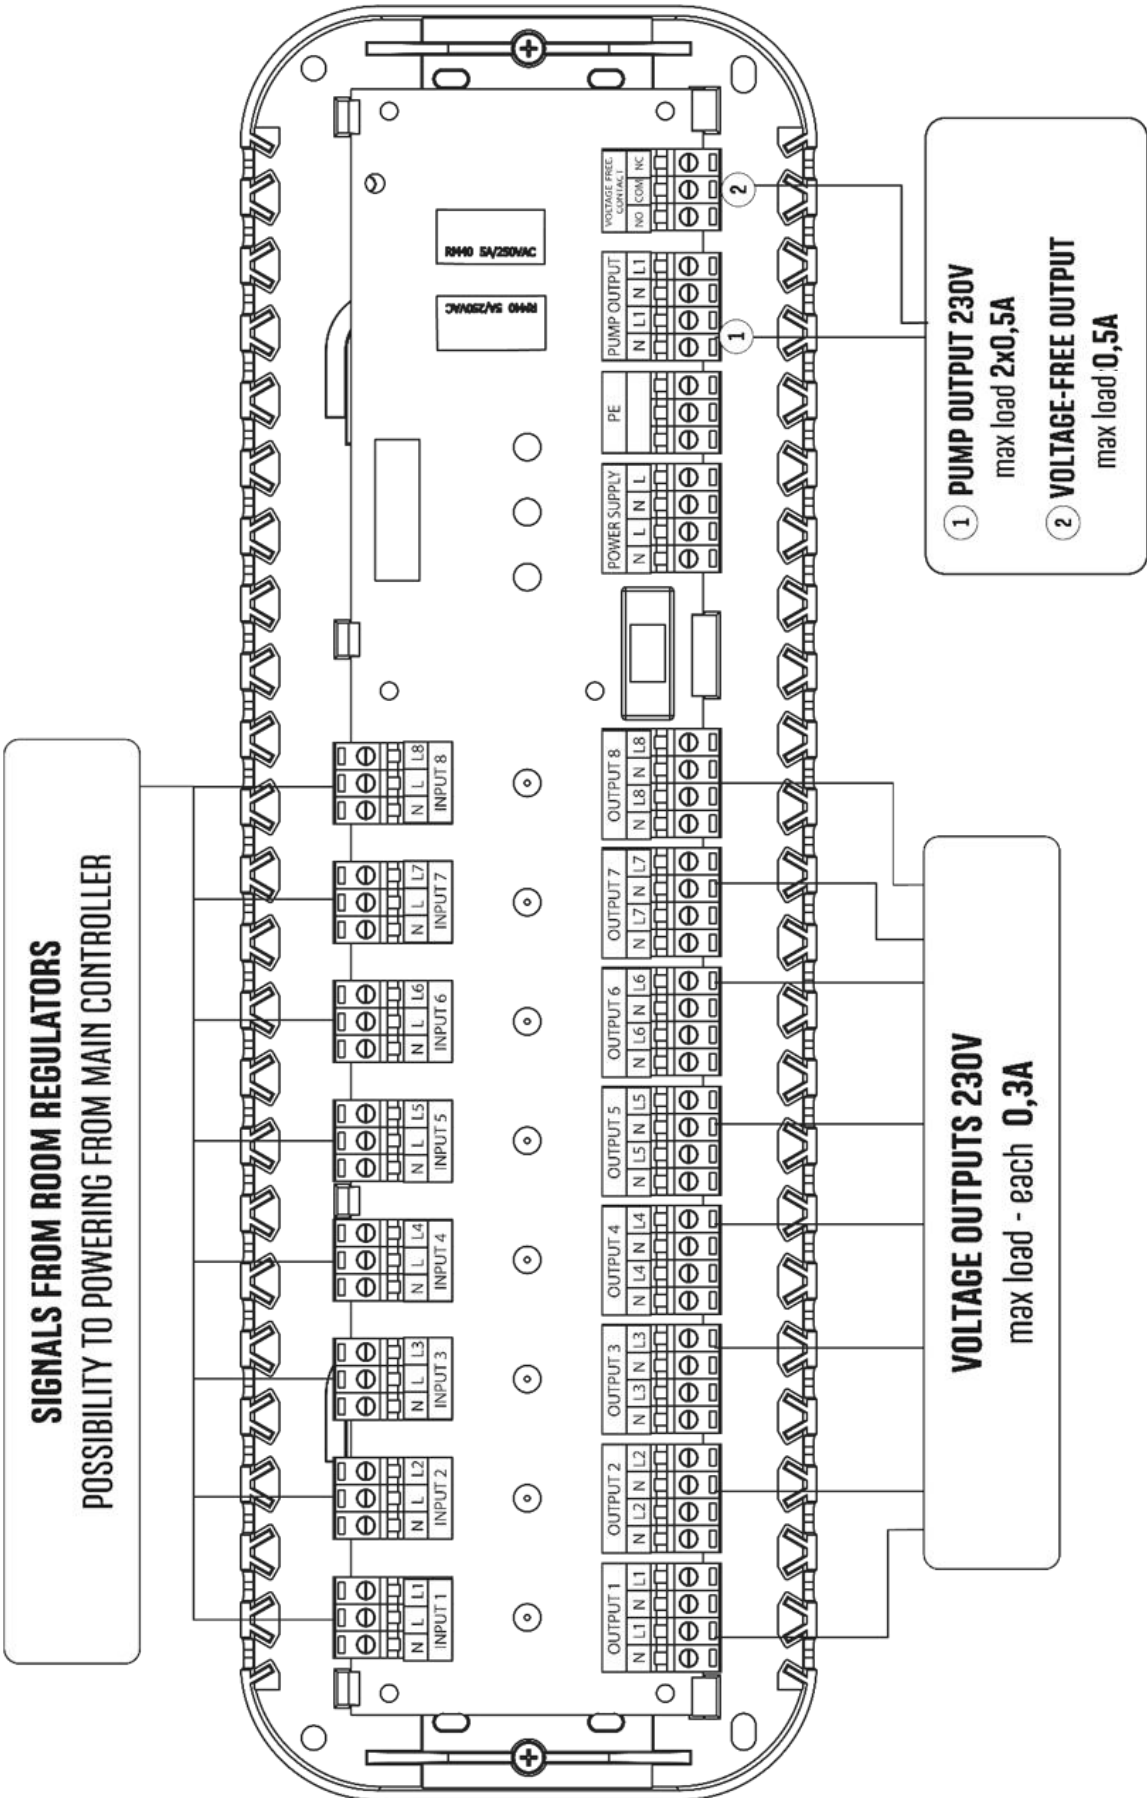 SIGNALS FROM ROOM REGULATORS
POSSIBILITY TO POWERING FROM MAIN CONTROLLER
N L L1
INPUT 1
N L L2
INPUT 2
N L L3
INPUT 3
N L L4
INPUT 4
N L L5
INPUT 5
N L L6
INPUT 6
N L L7
INPUT 7
N L L8
INPUT 8
RM40 5A/250VAC
RM40 5A/250VAC
OUTPUT 1
N L1 N L1
OUTPUT 2
N L2 N L2
OUTPUT 3
N L3 N L3
OUTPUT 4
N L4 N L4
OUTPUT 5
N L5 N L5
OUTPUT 6
N L6 N L6
OUTPUT 7
N L7 N L7
OUTPUT 8
N L8 N L8
POWER SUPPLY
N L N L
PE
PUMP OUTPUT
N L1 N L1
VOLTAGE FREE
CONTACT
NO COM NC
1
2
VOLTAGE OUTPUTS 230V
max load - each 0,3A
1 PUMP OUTPUT 230V
max load 2x0,5A
2 VOLTAGE-FREE OUTPUT
max load 0,5A